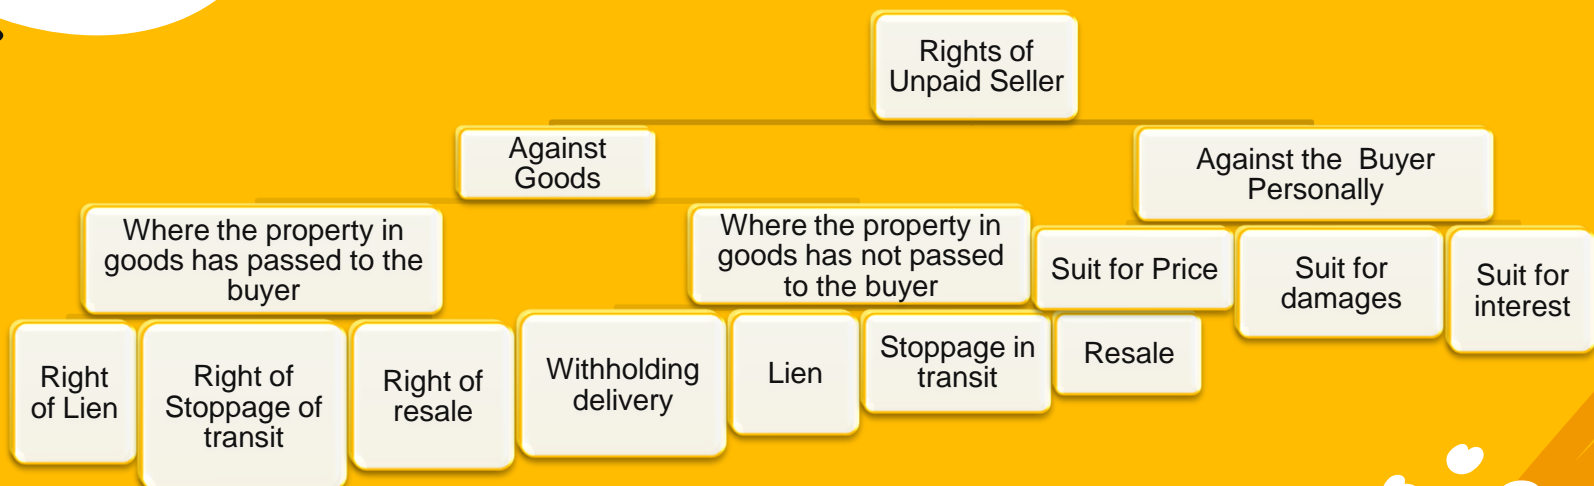 Rights of
Unpaid Seller
Against
Goods
Against the Buyer
Personally
Where the property in
goods has passed to the
buyer
Where the property in
goods has not passed
to the buyer
Suit for Price
Suit for
damages
Suit for
interest
Right
of Lien
Right of
Stoppage of
transit
Right of
resale
Withholding
delivery
Lien
Stoppage in
transit
Resale